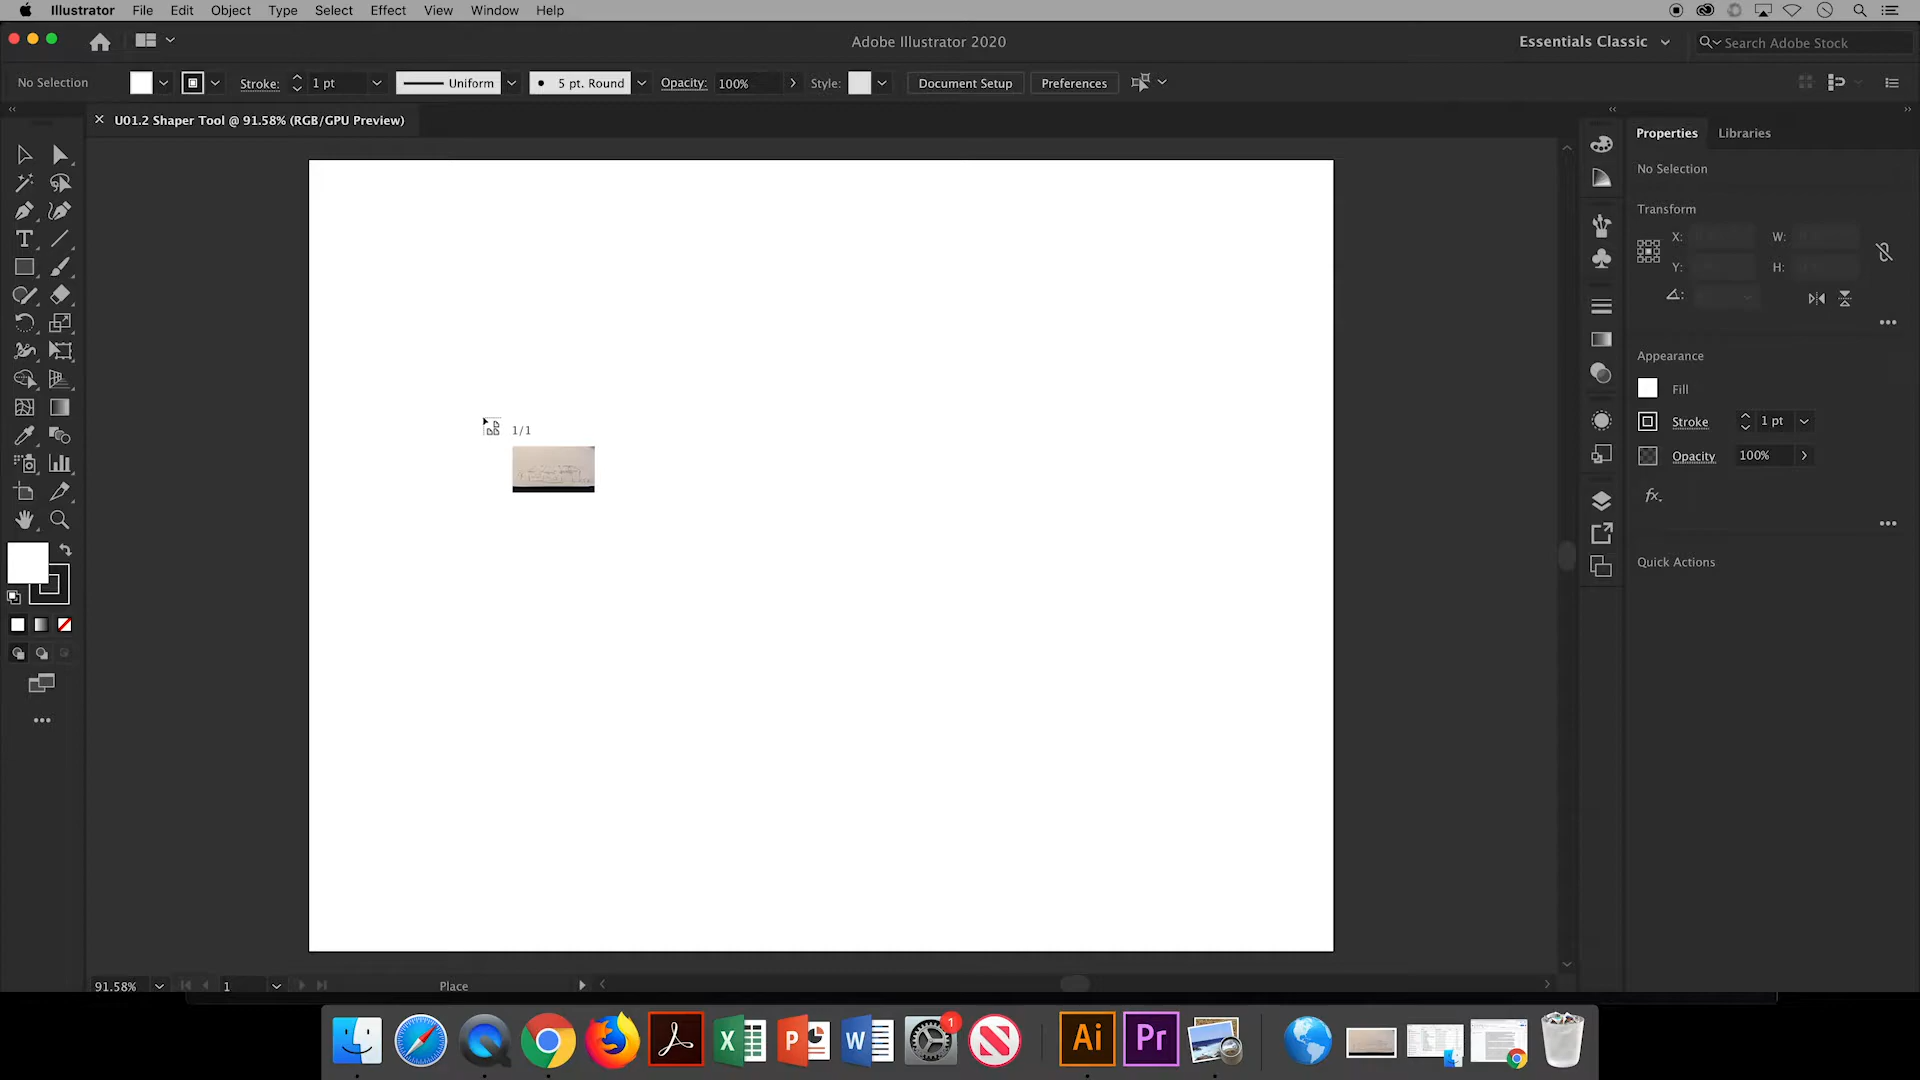 Illustrator File Edit Object Type Select Effect View Window Help
Adobe Illustrator 2020
Essentials Classic
Search Adobe Stock
No Selection
Stroke: 1 pt
Uniform
5 pt. Round
Opacity: 100%
Style:
Document Setup
Preferences
× U01.2 Shaper Tool @ 91.58% (RGB/GPU Preview)
Properties Libraries
No Selection
Transform
X: W:
Y: H:
Appearance
Fill
Stroke 1 pt
Opacity 100%
fx.
Quick Actions
1/1
91.58% 1 Place
1
X P W
Ai Pr